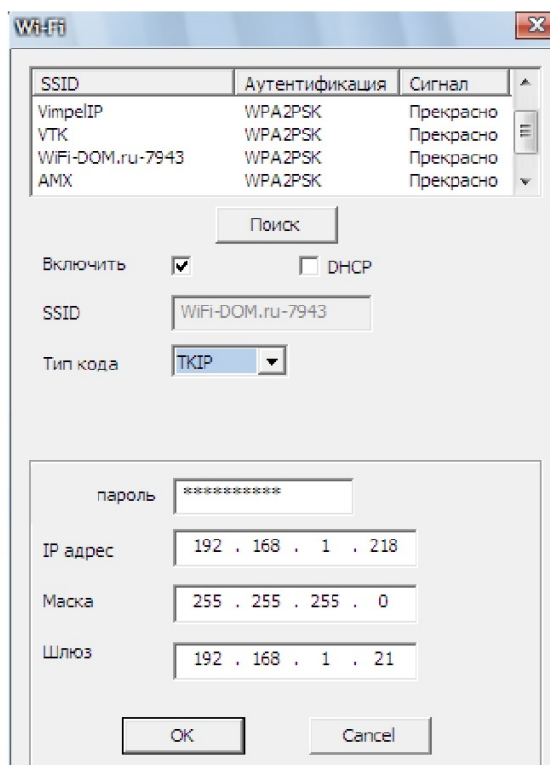 Wi-Fi
SSID Аутентификация Сигнал
VimpelIP WPA2PSK Прекрасно
VTK WPA2PSK Прекрасно
WiFi-DOM.ru-7943 WPA2PSK Прекрасно
AMX WPA2PSK Прекрасно
Поиск
Включить DHCP
SSID WiFi-DOM.ru-7943
Тип кода TKIP
пароль **********
IP адрес 192 . 168 . 1 . 218
Маска 255 . 255 . 255 . 0
Шлюз 192 . 168 . 1 . 21
OK Cancel